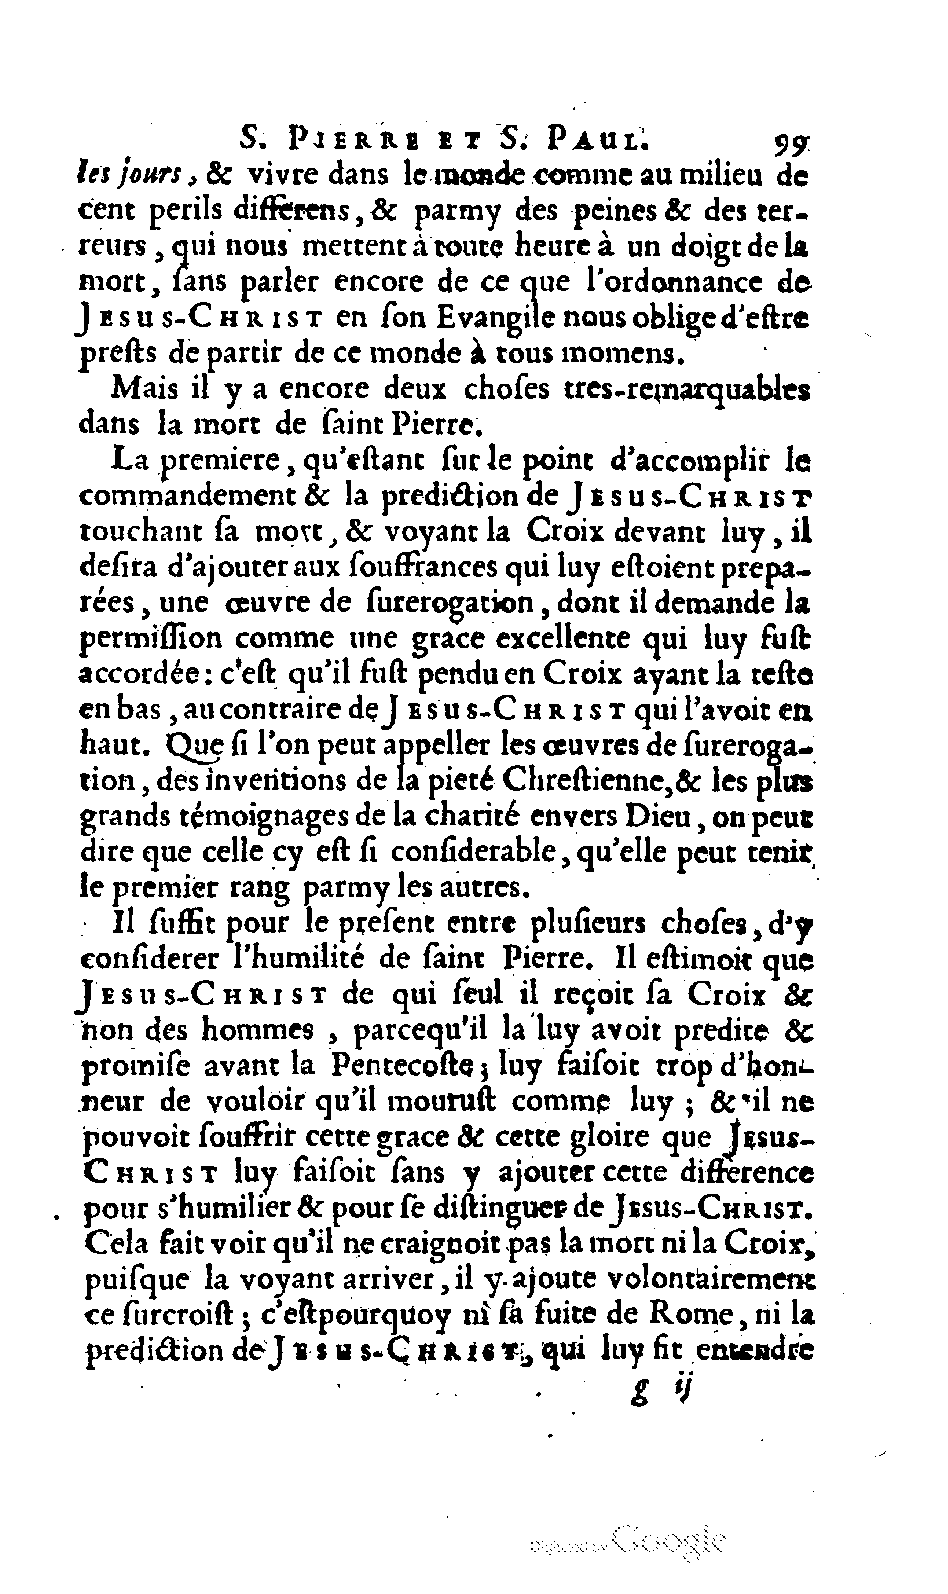 S. PIERRE ET S. PAUL. 99
les jours, & vivre dans le monde comme au milieu de
cent perils differens, & parmy des peines & des ter-
reurs, qui nous mettent à toute heure à un doigt de la
mort, ſans parler encore de ce que l'ordonnance de
JESUS-CHRIST en ſon Evangile nous oblige d'eſtre
preſts de partir de ce monde à tous momens.
Mais il y a encore deux choſes tres-remarquables
dans la mort de ſaint Pierre.
La premiere, qu'eſtant ſur le point d'accomplir le
commandement & la prediction de JESUS-CHRIST
touchant ſa mort, & voyant la Croix devant luy, il
deſira d'ajouter aux ſouffrances qui luy eſtoient prepa-
rées, une œuvre de ſurerogation, dont il demande la
permiſſion comme une grace excellente qui luy fuſt
accordée : c'eſt qu'il fuſt pendu en Croix ayant la teſte
en bas, au contraire de JESUS-CHRIST qui l'avoit en
haut. Que ſi l'on peut appeller les œuvres de ſureroga-
tion, des inventions de la pieté Chreſtienne, & les plus
grands témoignages de la charité envers Dieu, on peut
dire que celle cy eſt ſi conſiderable, qu'elle peut tenir
le premier rang parmy les autres.
Il ſuffit pour le preſent entre pluſieurs choſes, d'y
conſiderer l'humilité de ſaint Pierre. Il eſtimoit que
JESUS-CHRIST de qui ſeul il reçoit ſa Croix &
non des hommes, parcequ'il la luy avoit predite &
promiſe avant la Pentecoſte ; luy faiſoit trop d'hon-
neur de vouloir qu'il mouruſt comme luy ; & il ne
pouvoit ſouffrir cette grace & cette gloire que JESUS-
CHRIST luy faiſoit ſans y ajouter cette difference
pour s'humilier & pour ſe diſtinguer de JESUS-CHRIST.
Cela fait voir qu'il ne craignoit pas la mort ni la Croix,
puiſque la voyant arriver, il y ajoute volontairement
ce ſurcroiſt ; c'eſtpourquoy ni ſa fuite de Rome, ni la
prediction de JESUS-CHRIST, qui luy fit entendre
g ij
Google